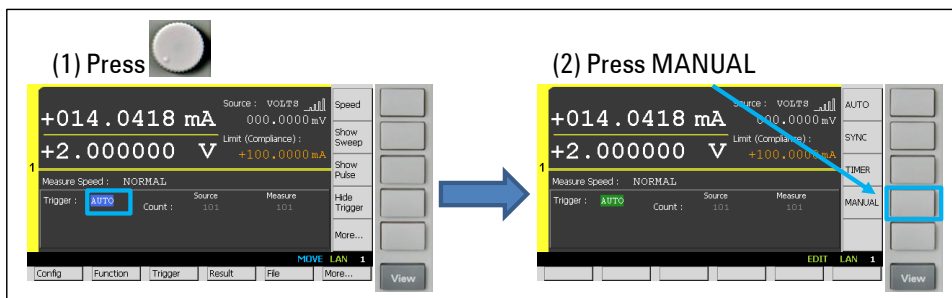 (1) Press
+014.0418 mA
Source : VOLTS
000.0000 mV
Limit (Compliance) :
+2.000000 V
+100.0000 mA
1
Measure Speed : NORMAL
Trigger : AUTO
Count :
Source
101
Measure
101
Speed
Show Sweep
Show Pulse
Hide Trigger
More...
MOVE LAN 1
Config Function Trigger Result File More...
View
(2) Press MANUAL
+014.0418 mA
Source : VOLTS
000.0000 mV
Limit (Compliance) :
+2.000000 V
+100.0000 mA
1
Measure Speed : NORMAL
Trigger : AUTO
Count :
Source
101
Measure
101
AUTO
SYNC
TIMER
MANUAL
EDIT LAN 1
View